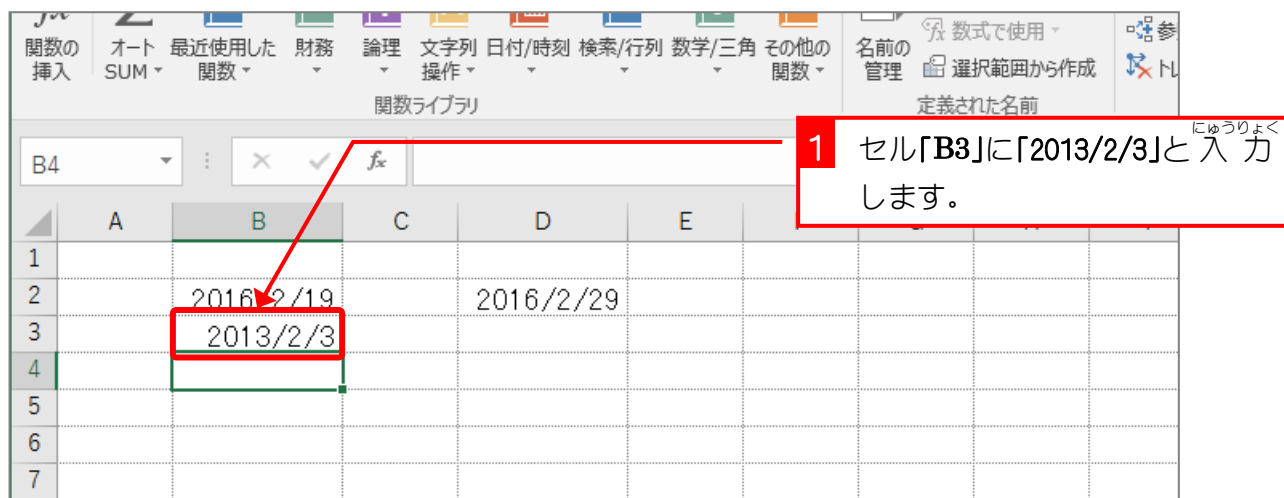 関数の
挿入
オート
SUM
最近使用した
関数
財務
論理
文字列
操作
日付/時刻
検索/行列
数学/三角
その他の
関数
関数ライブラリ
名前の
管理
数式で使用
選択範囲から作成
定義された名前
参
トレ
B4
fx
1
にゅうりょく
セル「B3」に「2013/2/3」と入力
します。
A B C D E
1
2 2016/2/19 2016/2/29
3 2013/2/3
4
5
6
7